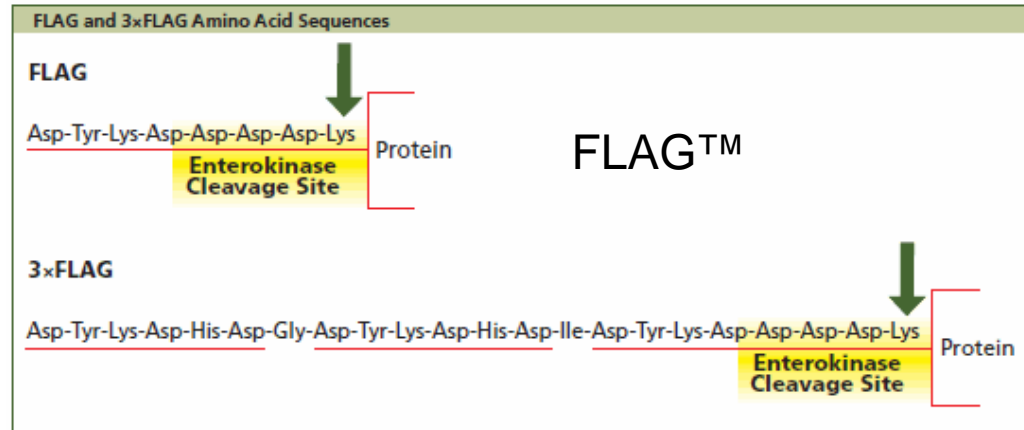 FLAG and 3×FLAG Amino Acid Sequences
FLAG
Asp-Tyr-Lys-Asp-Asp-Asp-Asp-Lys
Protein
Enterokinase
Cleavage Site
FLAG™
3×FLAG
Asp-Tyr-Lys-Asp-His-Asp-Gly-Asp-Tyr-Lys-Asp-His-Asp-Ile-Asp-Tyr-Lys-Asp-Asp-Asp-Asp-Lys
Protein
Enterokinase
Cleavage Site